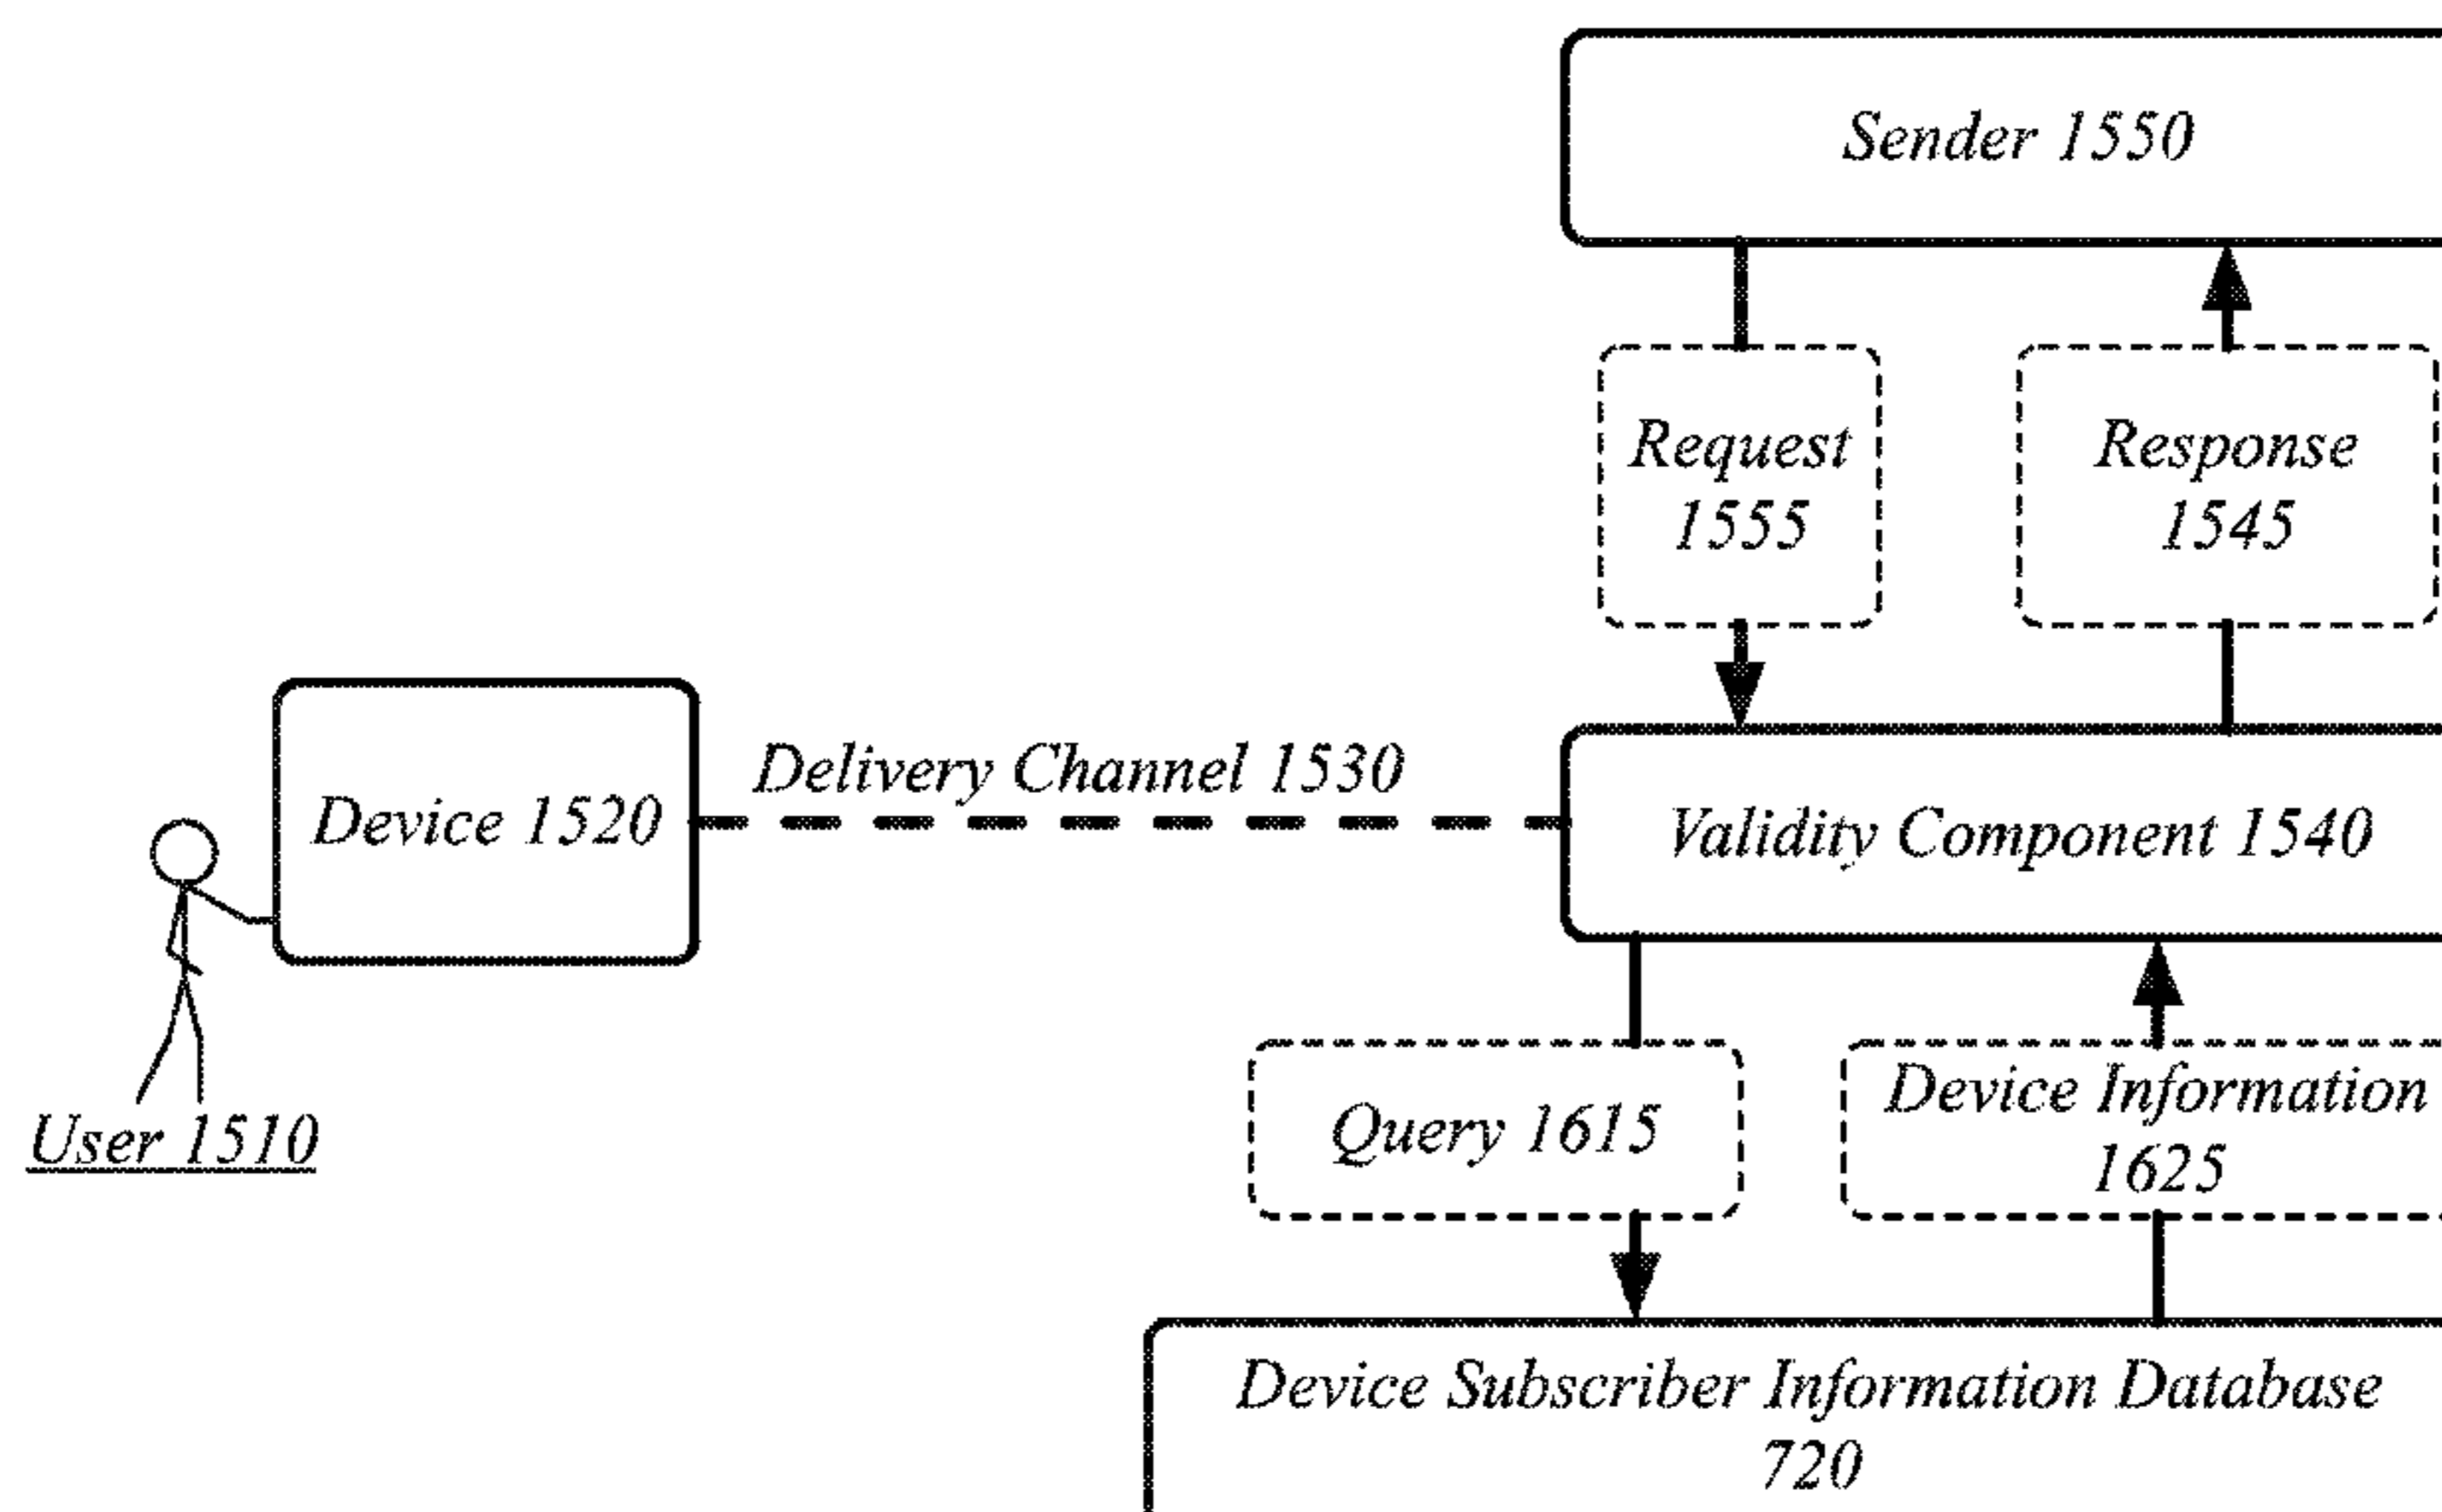 Sender 1550
Request
1555
Response
1545
Delivery Channel 1530
Device 1520
Validity Component 1540
User 1510
Query 1615
Device Information
1625
Device Subscriber Information Database
720